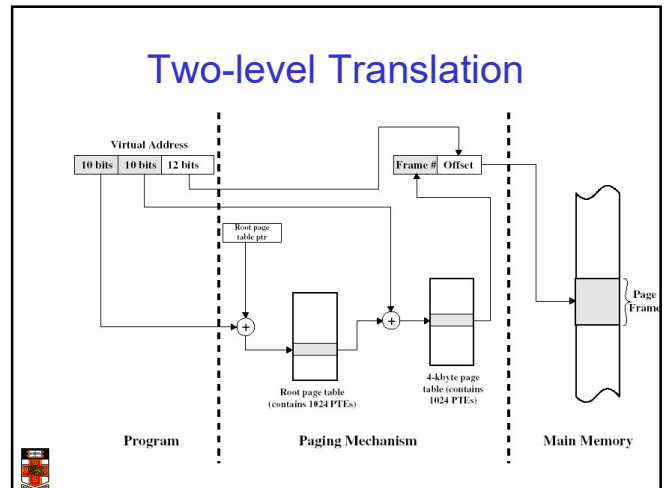 Two-level Translation
Virtual Address
10 bits 10 bits 12 bits
Frame # Offset
Root page
table ptr
+
+
Page
Frame
Root page table
(contains 1024 PTEs)
4-kbyte page
table (contains
1024 PTEs)
Program
Paging Mechanism
Main Memory